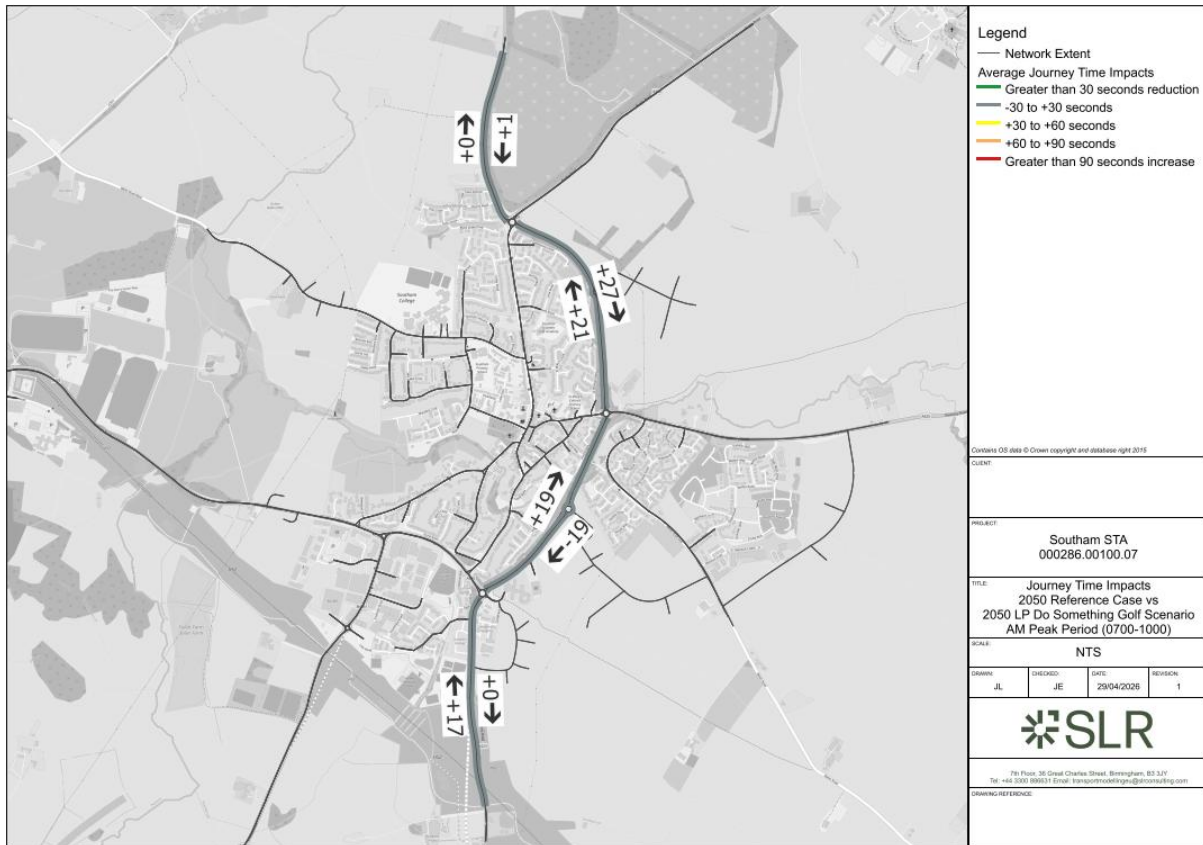 +0→
←+1
+27→
←+21
+19→
←-19
←+17
+0→
Southam
College
Legend
Network Extent
Average Journey Time Impacts
Greater than 30 seconds reduction
-30 to +30 seconds
+30 to +60 seconds
+60 to +90 seconds
Greater than 90 seconds increase
Contains OS data © Crown copyright and database right 2015
CLIENT:
PROJECT:
Southam STA
000286.00100.07
TITLE:
Journey Time Impacts
2050 Reference Case vs
2050 LP Do Something Golf Scenario
AM Peak Period (0700-1000)
SCALE:
NTS
DRAWN: CHECKED: DATE: REVISION:
JL JE 29/04/2026 1
SLR
7th Floor, 36 Great Charles Street, Birmingham, B3 3JY
DRAWING REFERENCE: